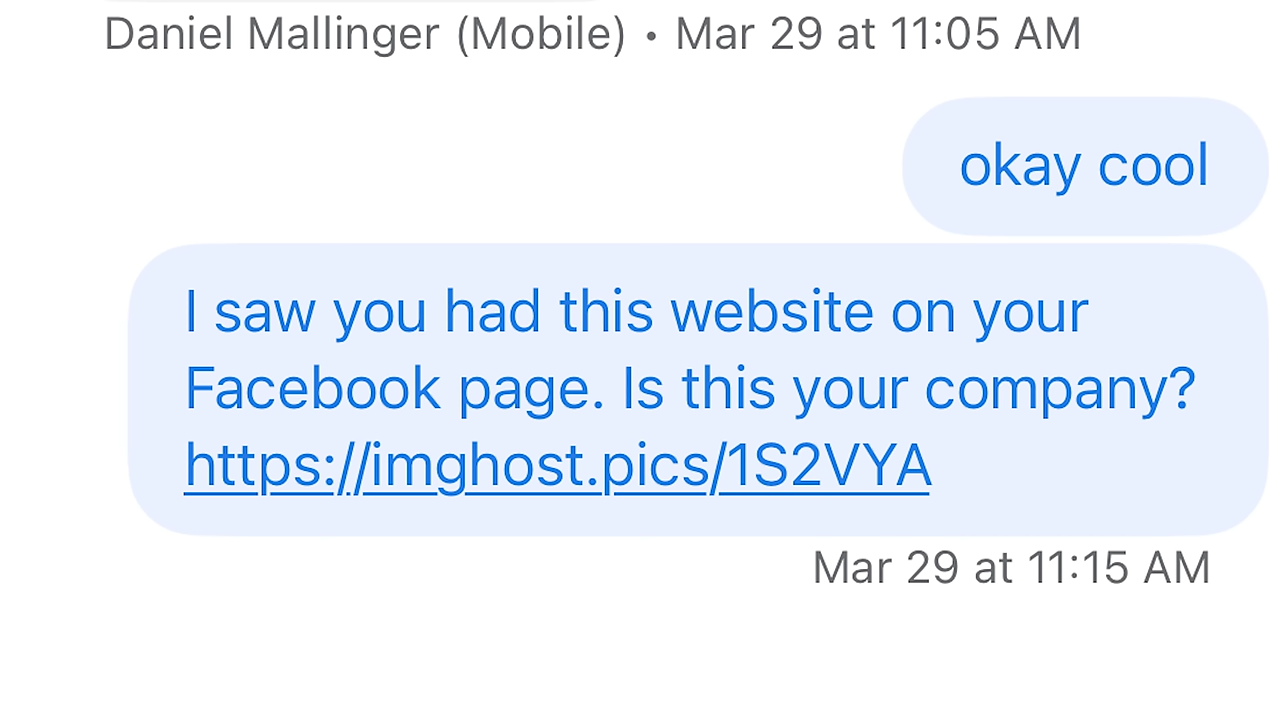 Daniel Mallinger (Mobile) • Mar 29 at 11:05 AM
okay cool
I saw you had this website on your
Facebook page. Is this your company?
https://imghost.pics/1S2VYA
Mar 29 at 11:15 AM